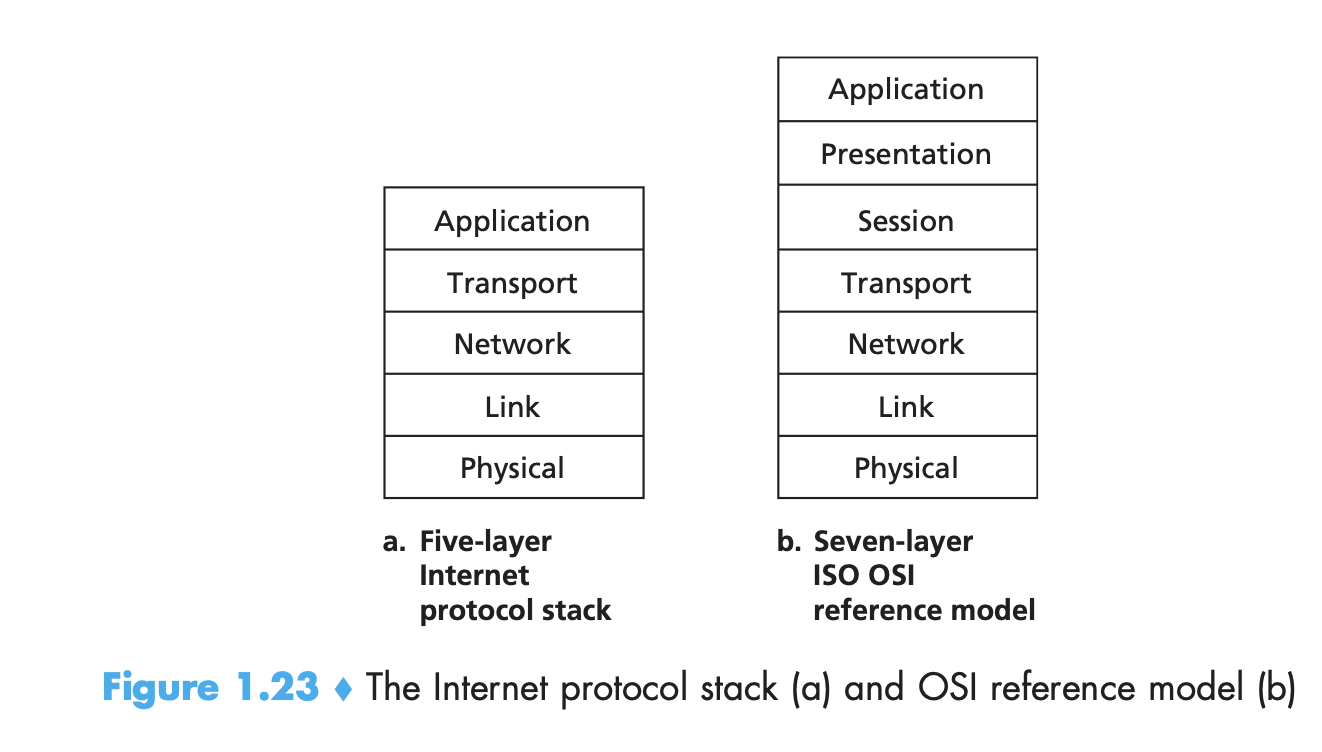 Application
Transport
Network
Link
Physical
a. Five-layer
Internet
protocol stack
Application
Presentation
Session
Transport
Network
Link
Physical
b. Seven-layer
ISO OSI
reference model
Figure 1.23 ♦ The Internet protocol stack (a) and OSI reference model (b)